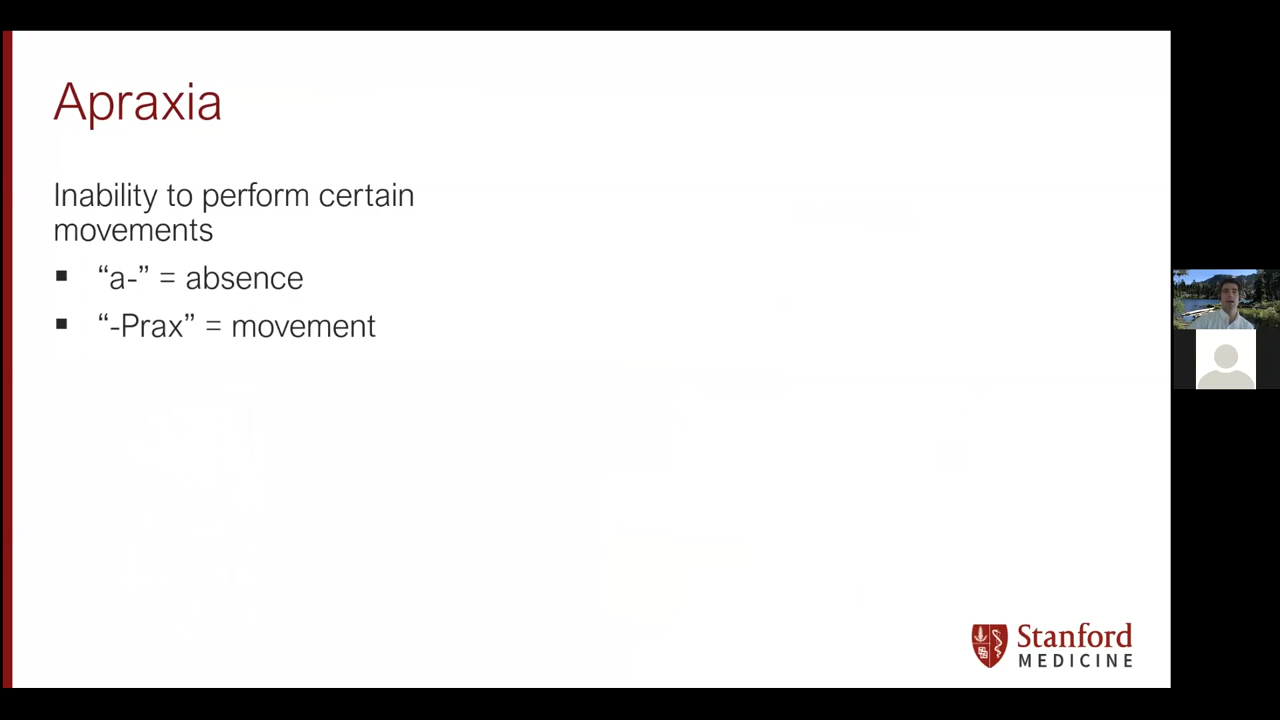 Apraxia
Inability to perform certain
movements
▪ “a-” = absence
▪ “-Prax” = movement
Stanford
MEDICINE